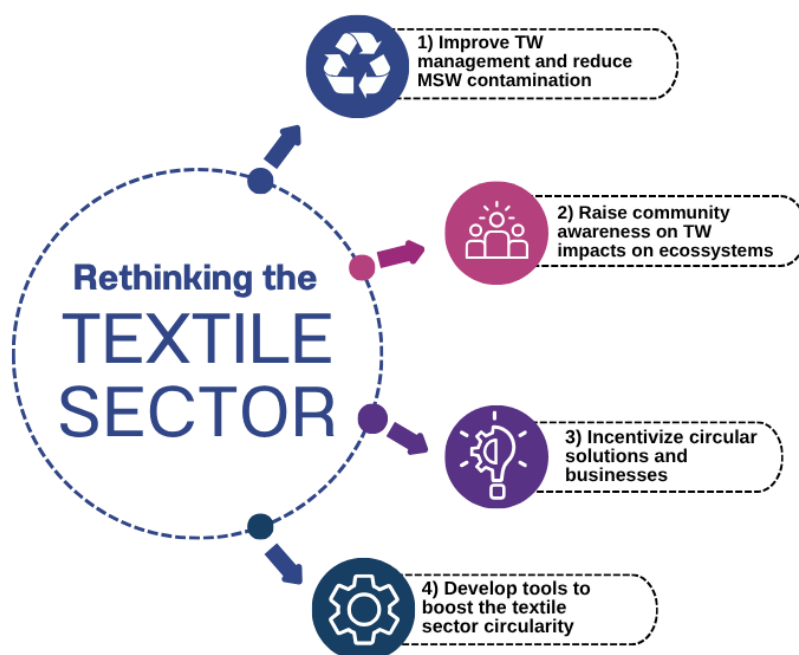 Rethinking the
TEXTILE
SECTOR
1) Improve TW
management and reduce
MSW contamination
2) Raise community
awareness on TW
impacts on ecossystems
3) Incentivize circular
solutions and
businesses
4) Develop tools to
boost the textile
sector circularity